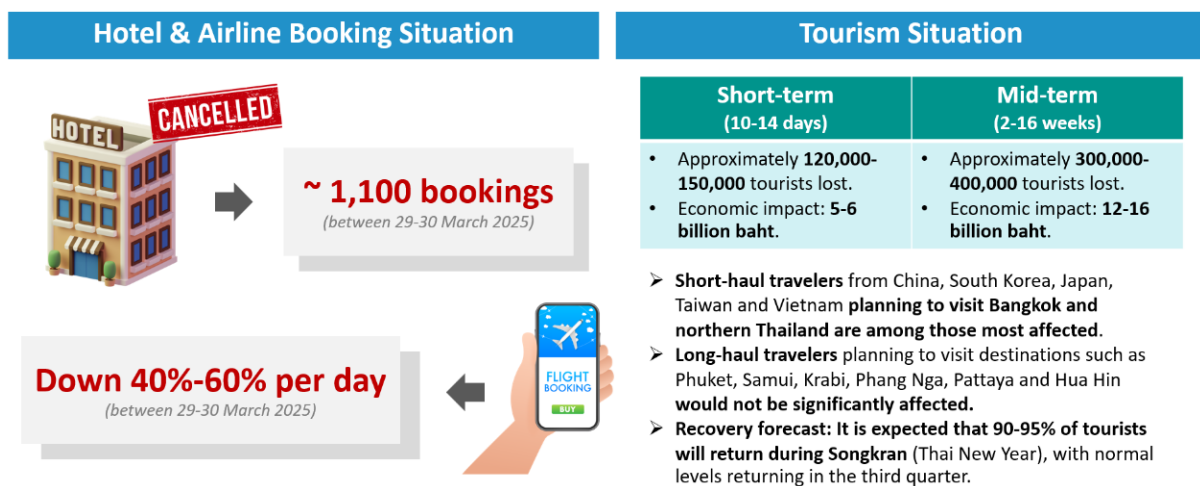 Hotel & Airline Booking Situation
CANCELLED
HOTEL
~ 1,100 bookings
(between 29-30 March 2025)
Down 40%-60% per day
(between 29-30 March 2025)
FLIGHT
BOOKING
BUY
Tourism Situation
Short-term
(10-14 days)
Mid-term
(2-16 weeks)
• Approximately 120,000-
150,000 tourists lost.
• Economic impact: 5-6
billion baht.
• Approximately 300,000-
400,000 tourists lost.
• Economic impact: 12-16
billion baht.
➢ Short-haul travelers from China, South Korea, Japan,
Taiwan and Vietnam planning to visit Bangkok and
northern Thailand are among those most affected.
➢ Long-haul travelers planning to visit destinations such as
Phuket, Samui, Krabi, Phang Nga, Pattaya and Hua Hin
would not be significantly affected.
➢ Recovery forecast: It is expected that 90-95% of tourists
will return during Songkran (Thai New Year), with normal
levels returning in the third quarter.